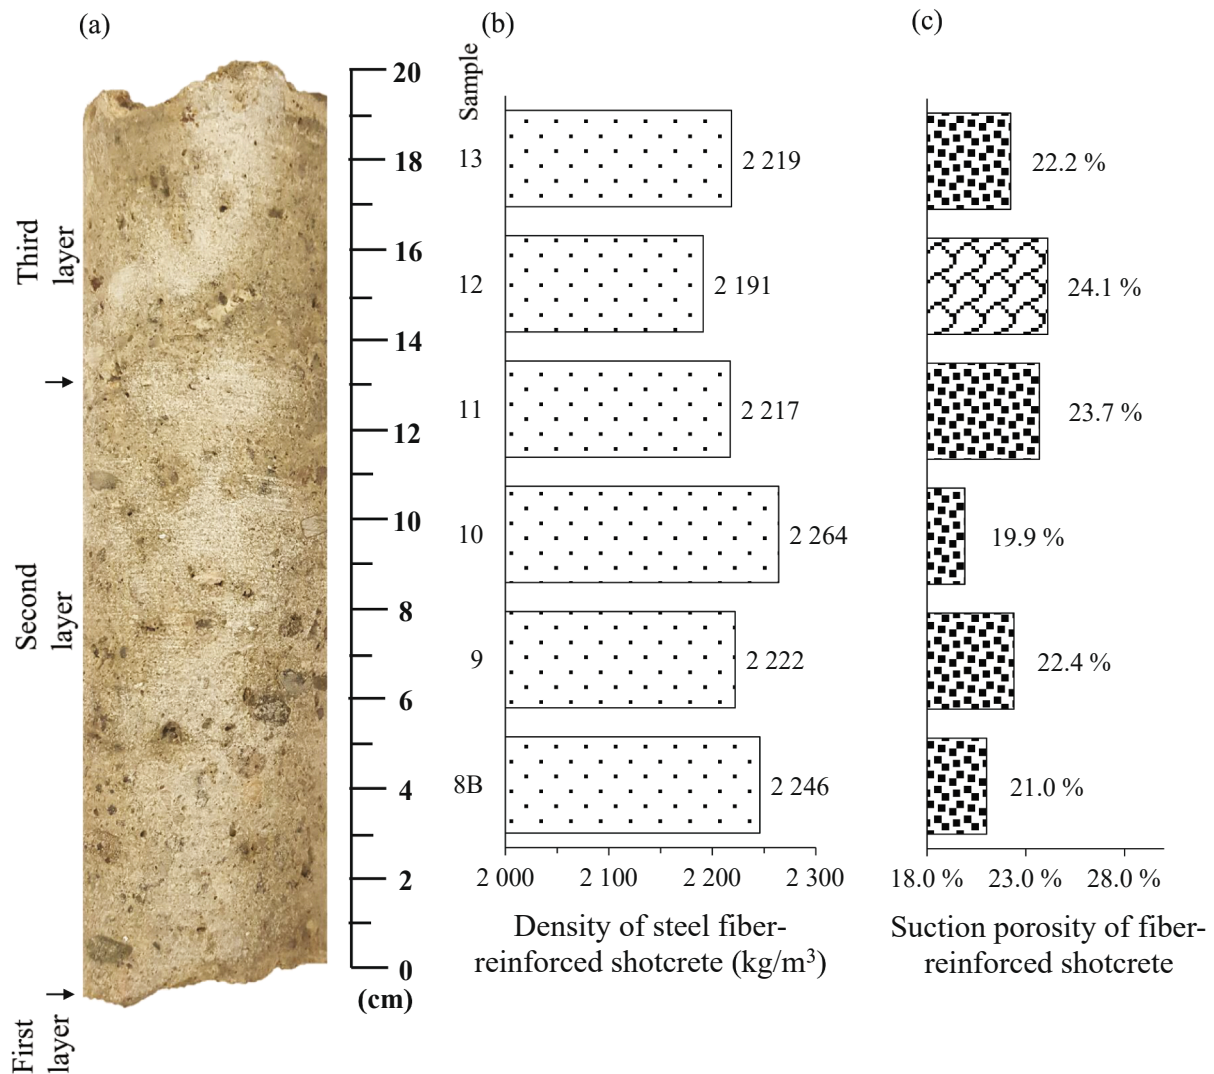 (a)
Third
layer
Second
layer
First
layer
20
18
16
14
12
10
8
6
4
2
0
(cm)
(b)
Sample
13
2 219
12
2 191
11
2 217
10
2 264
9
2 222
8B
2 246
2 000 2 100 2 200 2 300
Density of steel fiber-
reinforced shotcrete (kg/m³)
(c)
22.2 %
24.1 %
23.7 %
19.9 %
22.4 %
21.0 %
18.0 % 23.0 % 28.0 %
Suction porosity of fiber-
reinforced shotcrete